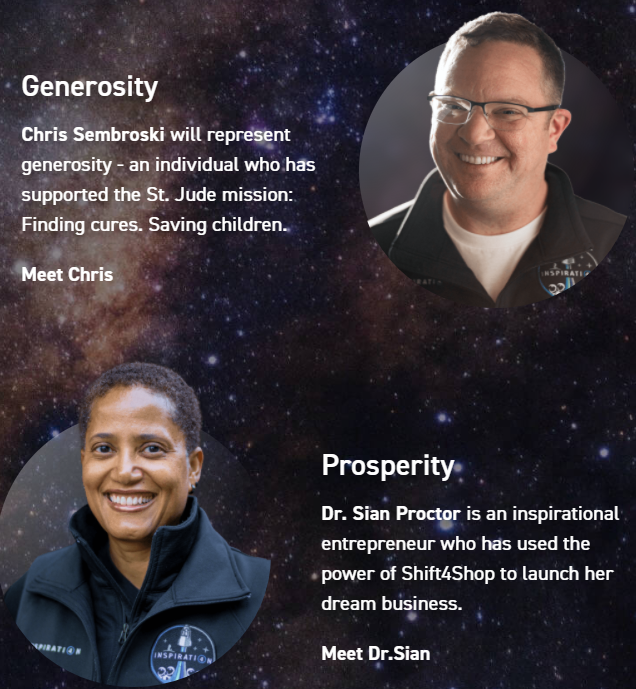 Generosity
Chris Sembroski will represent
generosity - an individual who has
supported the St. Jude mission:
Finding cures. Saving children.
Meet Chris
INSPIRATI
Prosperity
Dr. Sian Proctor is an inspirational
entrepreneur who has used the
power of Shift4Shop to launch her
dream business.
Meet Dr.Sian
INSPIRATI4N